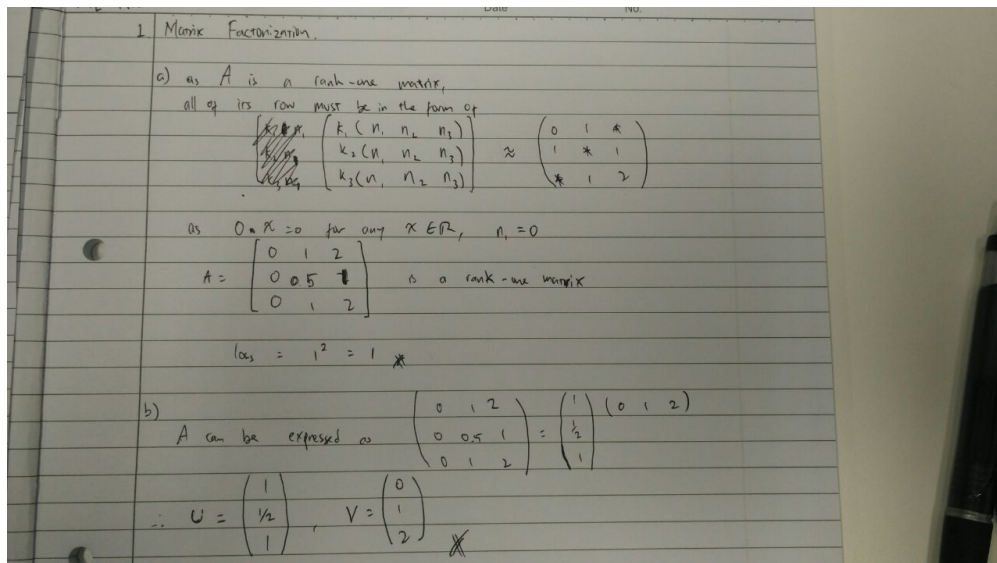 Date No.
1 Matrix Factorization.
a) as A is a rank-one matrix,
all of its row must be in the form of
[ k₁ ( n₁ n₂ n₃ ) ; k₂ ( n₁ n₂ n₃ ) ; k₃ ( n₁ n₂ n₃ ) ] ≈ ( 0 1 * ; 1 * 1 ; * 1 2 )
as 0 * x = 0 for any x ∈ ℝ, n₁ = 0
A = [ 0 1 2 ; 0 0.5 1 ; 0 1 2 ] is a rank-one matrix
loss = 1² = 1
b)
A can be expressed as ( 0 1 2 ; 0 0.5 1 ; 0 1 2 ) = ( 1 ; 1/2 ; 1 ) ( 0 1 2 )
∴ U = ( 1 ; 1/2 ; 1 ) , V = ( 0 ; 1 ; 2 )